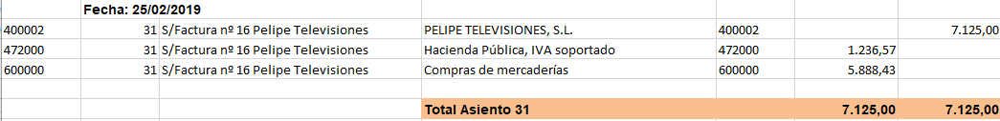 Fecha: 25/02/2019
400002 31 S/Factura nº 16 Pelipe Televisiones PELIPE TELEVISIONES, S.L. 400002 7.125,00
472000 31 S/Factura nº 16 Pelipe Televisiones Hacienda Pública, IVA soportado 472000 1.236,57
600000 31 S/Factura nº 16 Pelipe Televisiones Compras de mercaderías 600000 5.888,43
Total Asiento 31 7.125,00 7.125,00